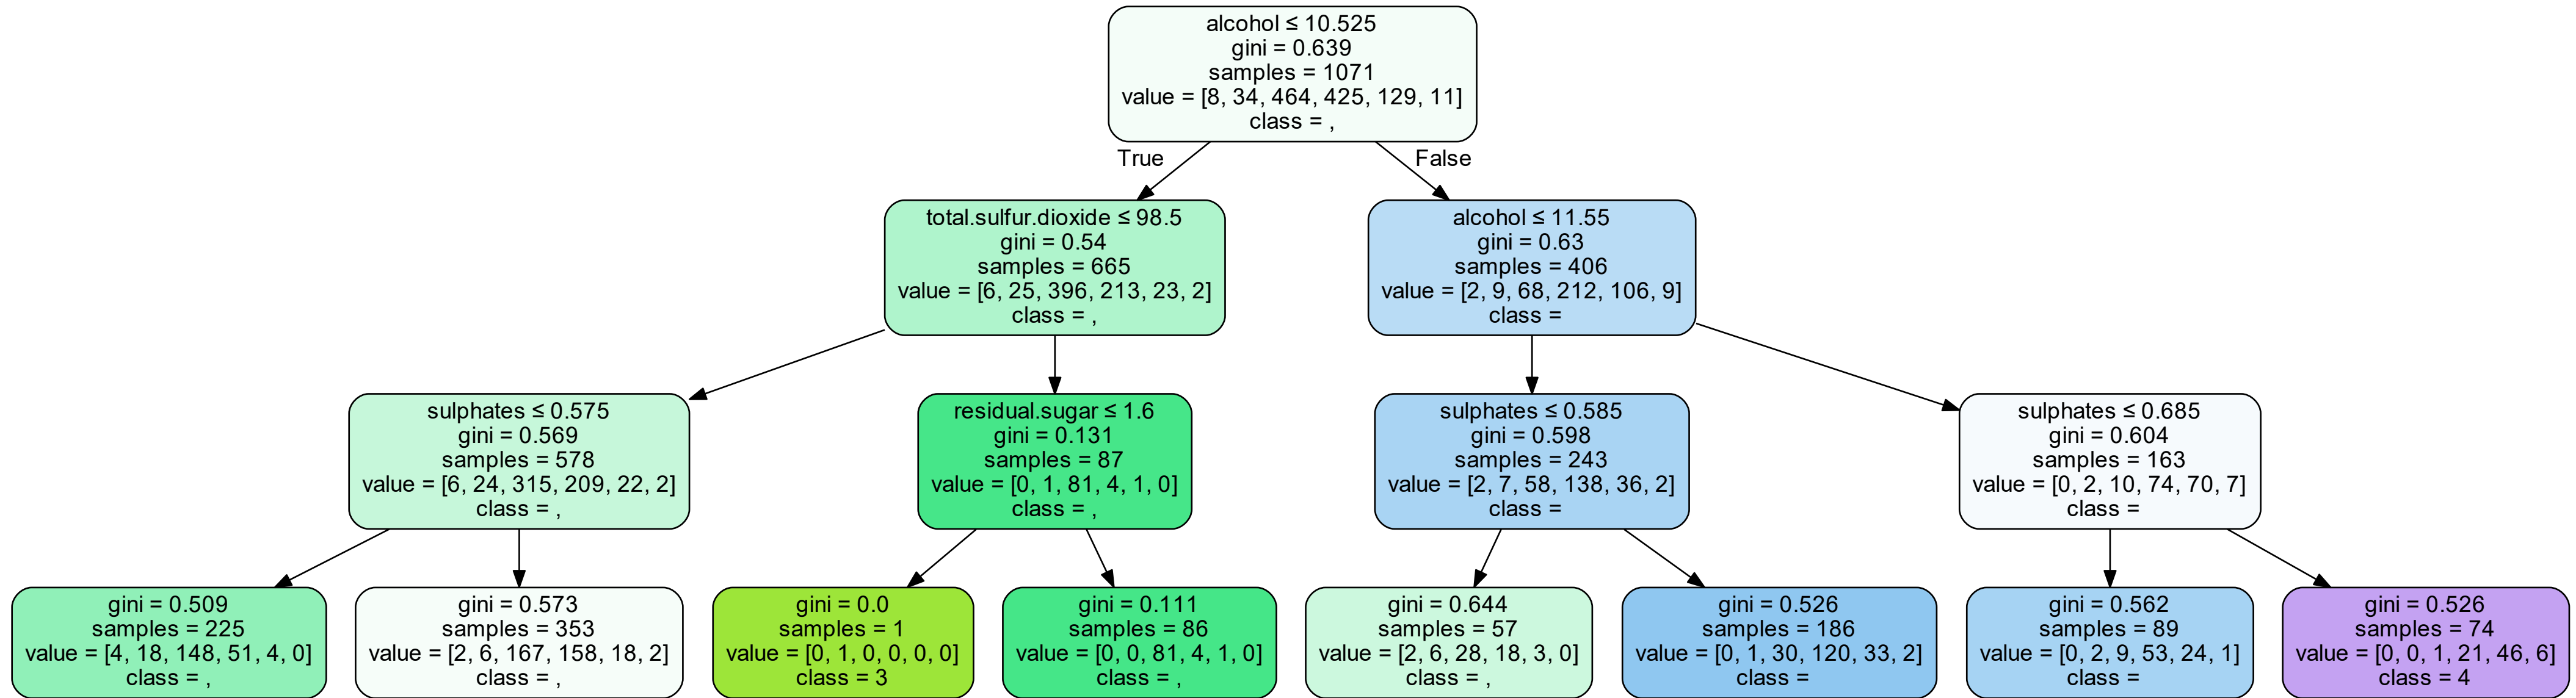 alcohol ≤ 10.525
gini = 0.639
samples = 1071
value = [8, 34, 464, 425, 129, 11]
class = ,
True
False
total.sulfur.dioxide ≤ 98.5
gini = 0.54
samples = 665
value = [6, 25, 396, 213, 23, 2]
class = ,
alcohol ≤ 11.55
gini = 0.63
samples = 406
value = [2, 9, 68, 212, 106, 9]
class =
sulphates ≤ 0.575
gini = 0.569
samples = 578
value = [6, 24, 315, 209, 22, 2]
class = ,
residual.sugar ≤ 1.6
gini = 0.131
samples = 87
value = [0, 1, 81, 4, 1, 0]
class = ,
sulphates ≤ 0.585
gini = 0.598
samples = 243
value = [2, 7, 58, 138, 36, 2]
class =
sulphates ≤ 0.685
gini = 0.604
samples = 163
value = [0, 2, 10, 74, 70, 7]
class =
gini = 0.509
samples = 225
value = [4, 18, 148, 51, 4, 0]
class = ,
gini = 0.573
samples = 353
value = [2, 6, 167, 158, 18, 2]
class = ,
gini = 0.0
samples = 1
value = [0, 1, 0, 0, 0, 0]
class = 3
gini = 0.111
samples = 86
value = [0, 0, 81, 4, 1, 0]
class = ,
gini = 0.644
samples = 57
value = [2, 6, 28, 18, 3, 0]
class = ,
gini = 0.526
samples = 186
value = [0, 1, 30, 120, 33, 2]
class =
gini = 0.562
samples = 89
value = [0, 2, 9, 53, 24, 1]
class =
gini = 0.526
samples = 74
value = [0, 0, 1, 21, 46, 6]
class = 4